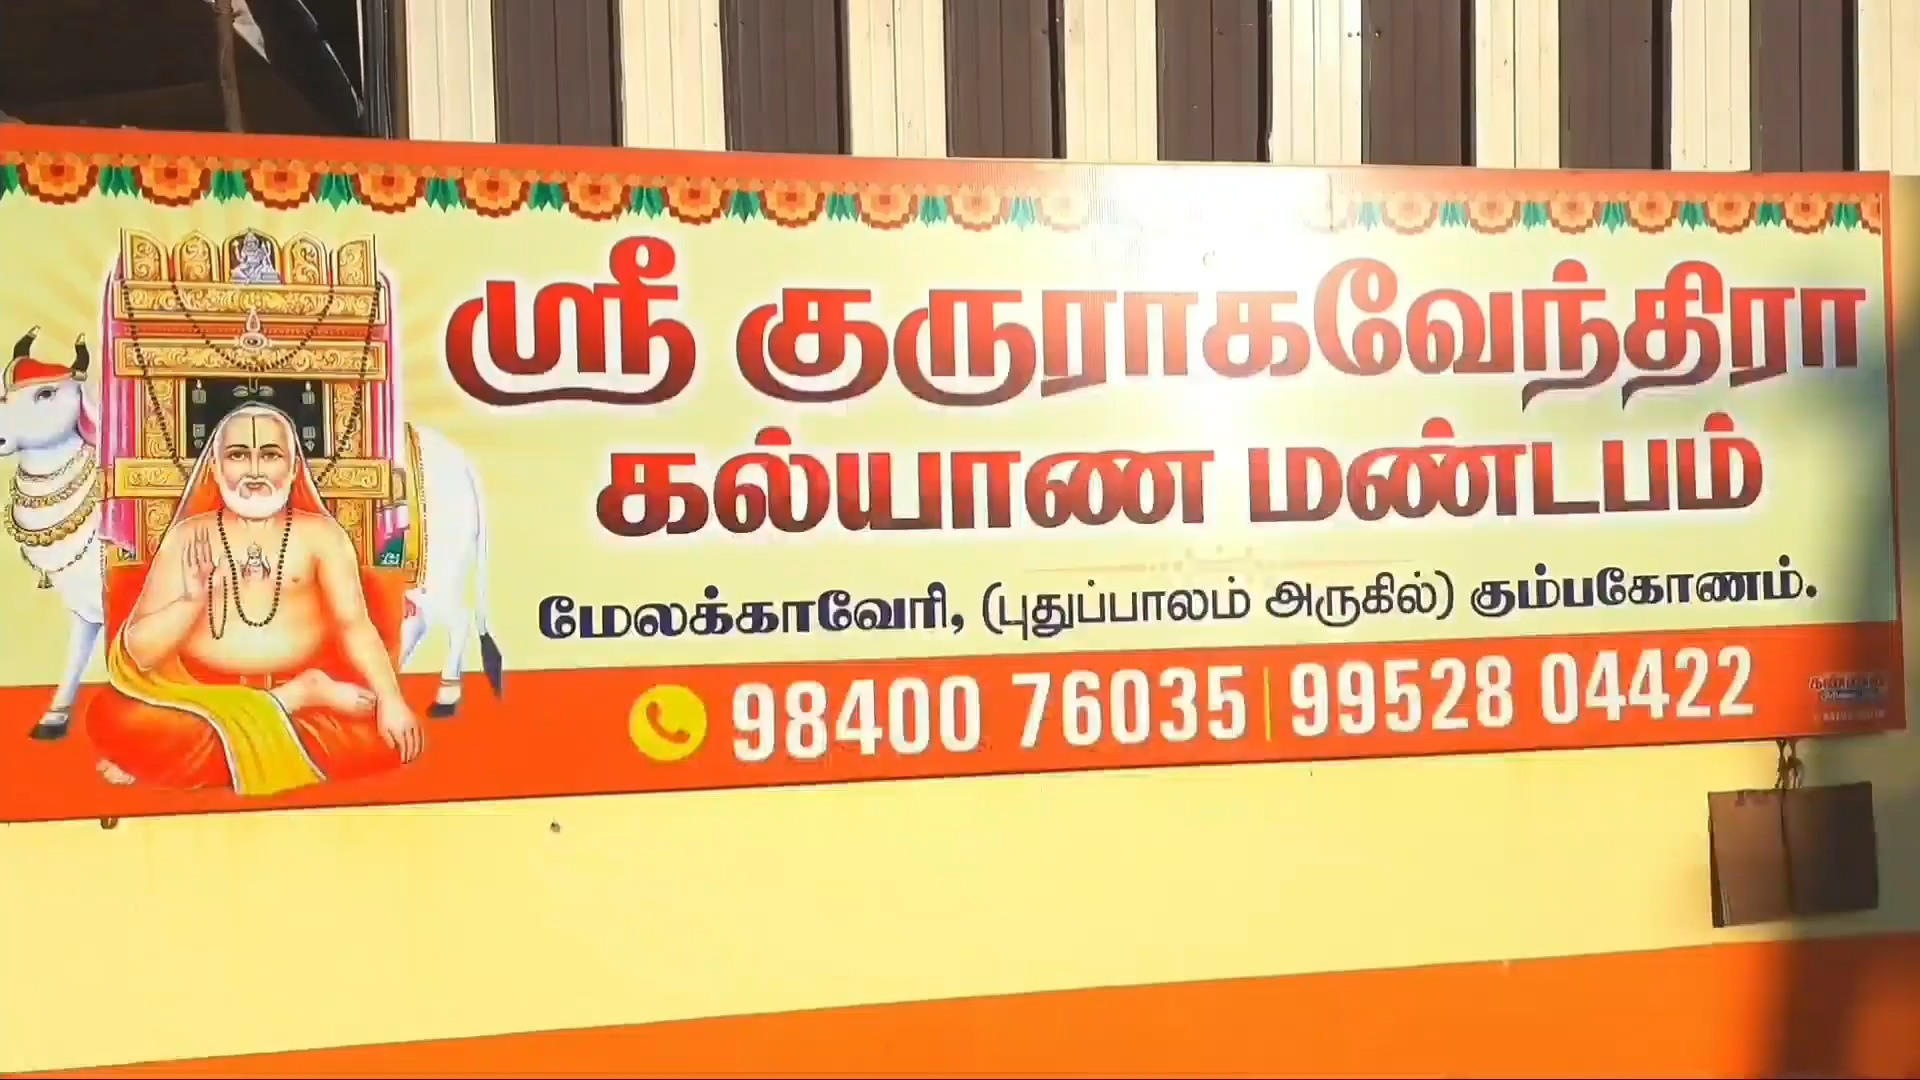 ஸ்ரீ குருராகவேந்திரா
கல்யாண மண்டபம்
மேலக்காவேரி, (புதுப்பாலம் அருகில்) கும்பகோணம்.
98400 76035 | 99528 04422